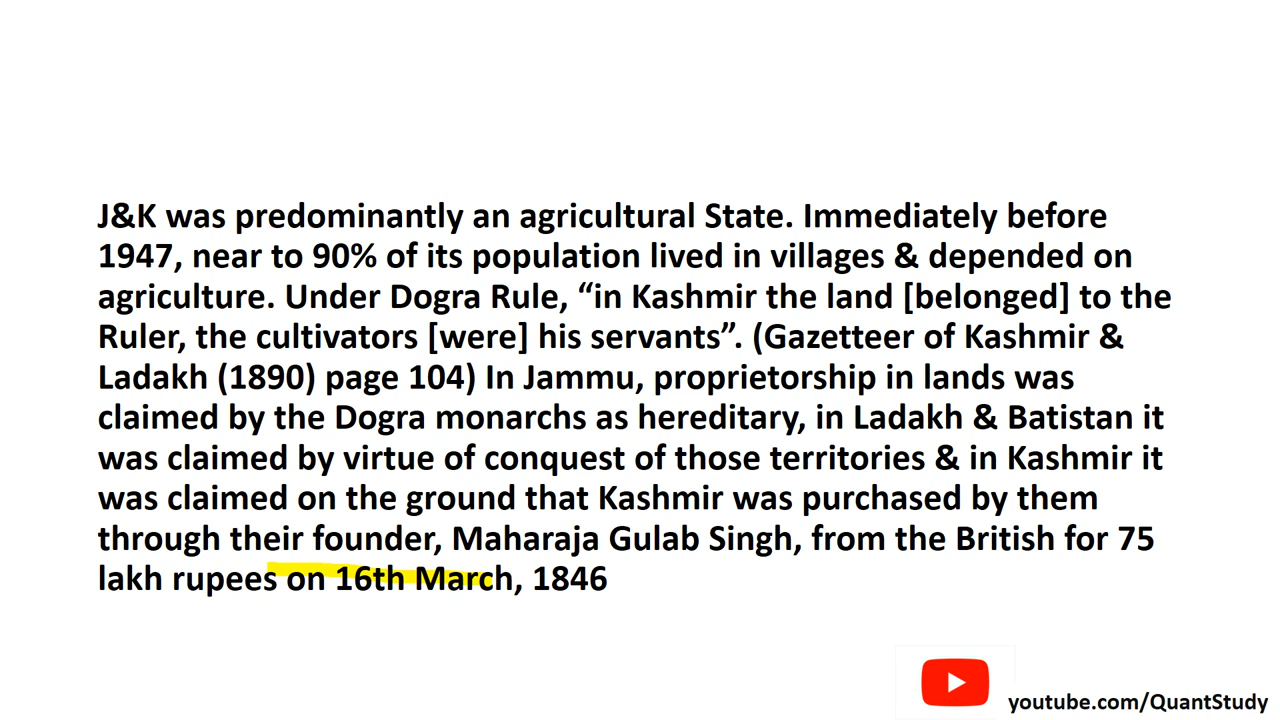 J&K was predominantly an agricultural State. Immediately before
1947, near to 90% of its population lived in villages & depended on
agriculture. Under Dogra Rule, “in Kashmir the land [belonged] to the
Ruler, the cultivators [were] his servants”. (Gazetteer of Kashmir &
Ladakh (1890) page 104) In Jammu, proprietorship in lands was
claimed by the Dogra monarchs as hereditary, in Ladakh & Batistan it
was claimed by virtue of conquest of those territories & in Kashmir it
was claimed on the ground that Kashmir was purchased by them
through their founder, Maharaja Gulab Singh, from the British for 75
lakh rupees on 16th March, 1846
youtube.com/QuantStudy